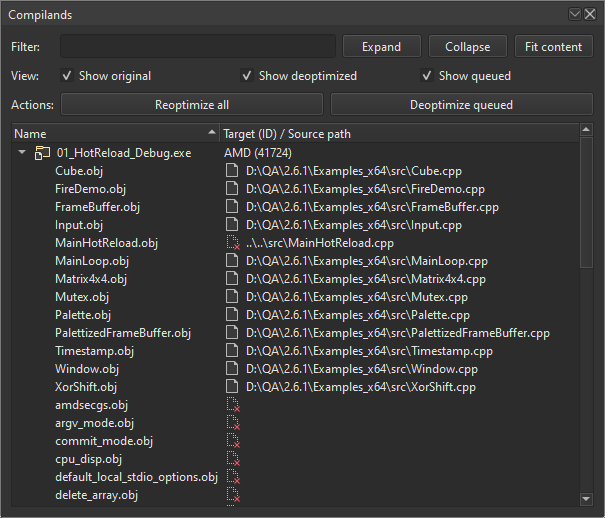 Compilands
Filter: Expand Collapse Fit content
View: Show original Show deoptimized Show queued
Actions: Reoptimize all Deoptimize queued
Name Target (ID) / Source path
01_HotReload_Debug.exe AMD (41724)
Cube.obj D:\QA\2.6.1\Examples_x64\src\Cube.cpp
FireDemo.obj D:\QA\2.6.1\Examples_x64\src\FireDemo.cpp
FrameBuffer.obj D:\QA\2.6.1\Examples_x64\src\FrameBuffer.cpp
Input.obj D:\QA\2.6.1\Examples_x64\src\Input.cpp
MainHotReload.obj ..\..\src\MainHotReload.cpp
MainLoop.obj D:\QA\2.6.1\Examples_x64\src\MainLoop.cpp
Matrix4x4.obj D:\QA\2.6.1\Examples_x64\src\Matrix4x4.cpp
Mutex.obj D:\QA\2.6.1\Examples_x64\src\Mutex.cpp
Palette.obj D:\QA\2.6.1\Examples_x64\src\Palette.cpp
PalettizedFrameBuffer.obj D:\QA\2.6.1\Examples_x64\src\PalettizedFrameBuffer.cpp
Timestamp.obj D:\QA\2.6.1\Examples_x64\src\Timestamp.cpp
Window.obj D:\QA\2.6.1\Examples_x64\src\Window.cpp
XorShift.obj D:\QA\2.6.1\Examples_x64\src\XorShift.cpp
amdsecgs.obj
argv_mode.obj
commit_mode.obj
cpu_disp.obj
default_local_stdio_options.obj
delete_array.obj